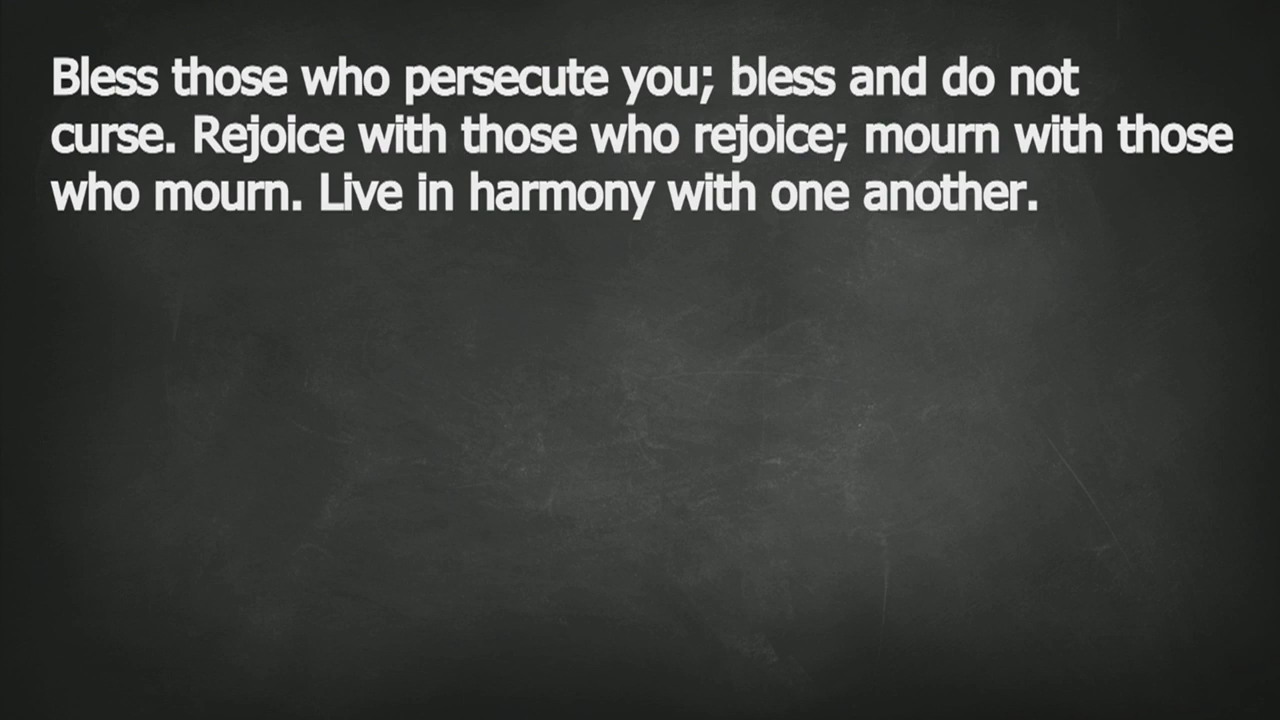 Bless those who persecute you; bless and do not
curse. Rejoice with those who rejoice; mourn with those
who mourn. Live in harmony with one another.